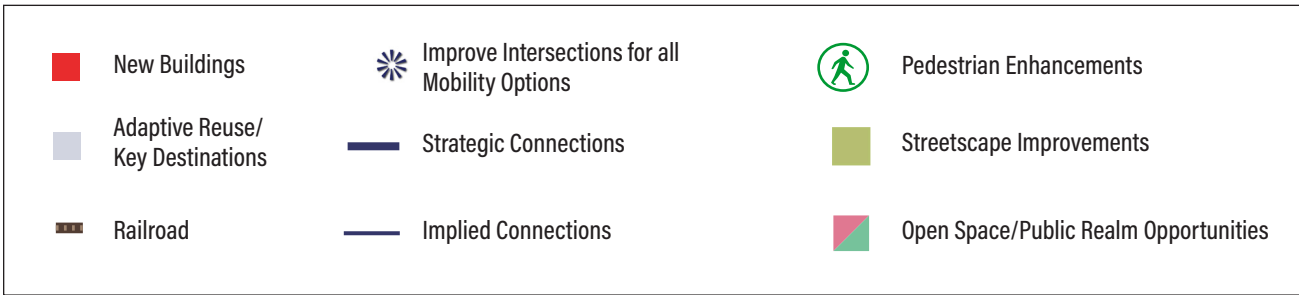 New Buildings
Adaptive Reuse/
Key Destinations
Railroad
Improve Intersections for all
Mobility Options
Strategic Connections
Implied Connections
Pedestrian Enhancements
Streetscape Improvements
Open Space/Public Realm Opportunities